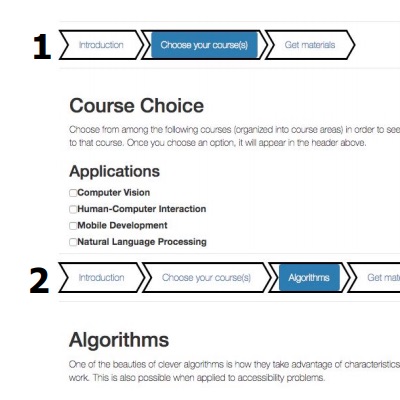 1 Introduction Choose your course(s) Get materials
Course Choice
Choose from among the following courses (organized into course areas) in order to see
to that course. Once you choose an option, it will appear in the header above.
Applications
Computer Vision
Human-Computer Interaction
Mobile Development
Natural Language Processing
2 Introduction Choose your course(s) Algorithms Get mate
Algorithms
One of the beauties of clever algorithms is how they take advantage of characteristics
work. This is also possible when applied to accessibility problems.